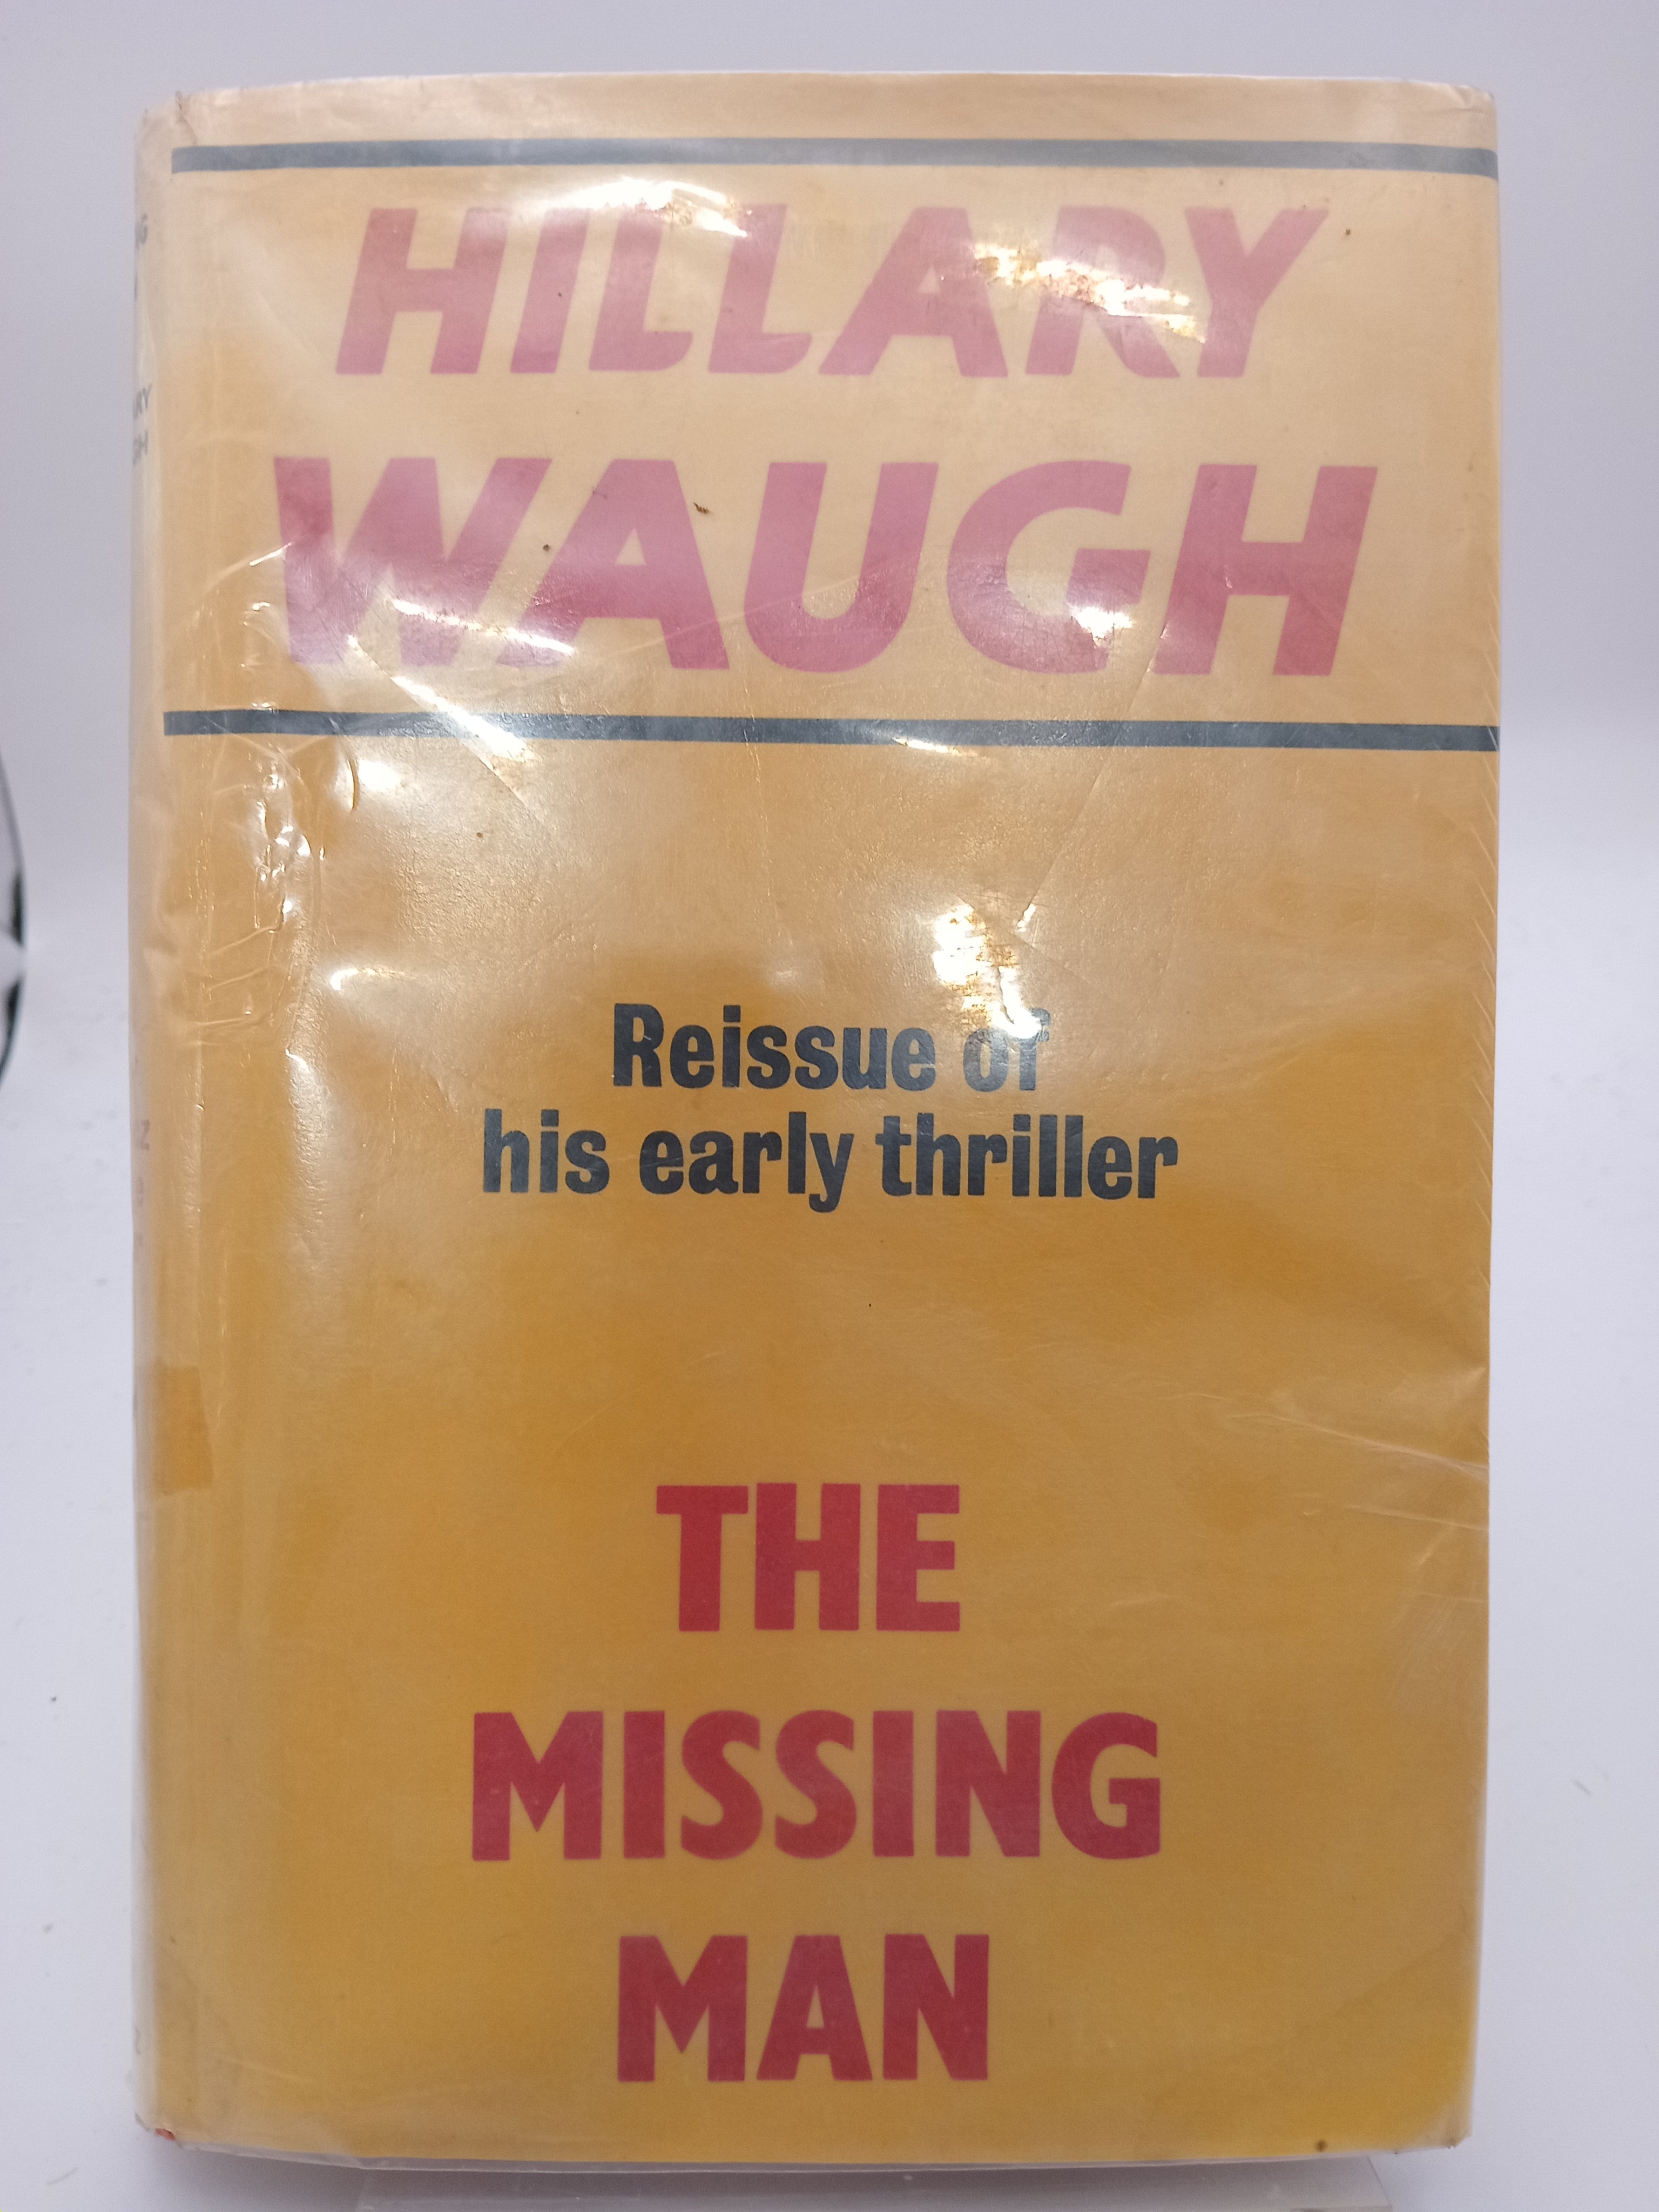 HILLARY
WAUGH
Reissue of
his early thriller
THE
MISSING
MAN